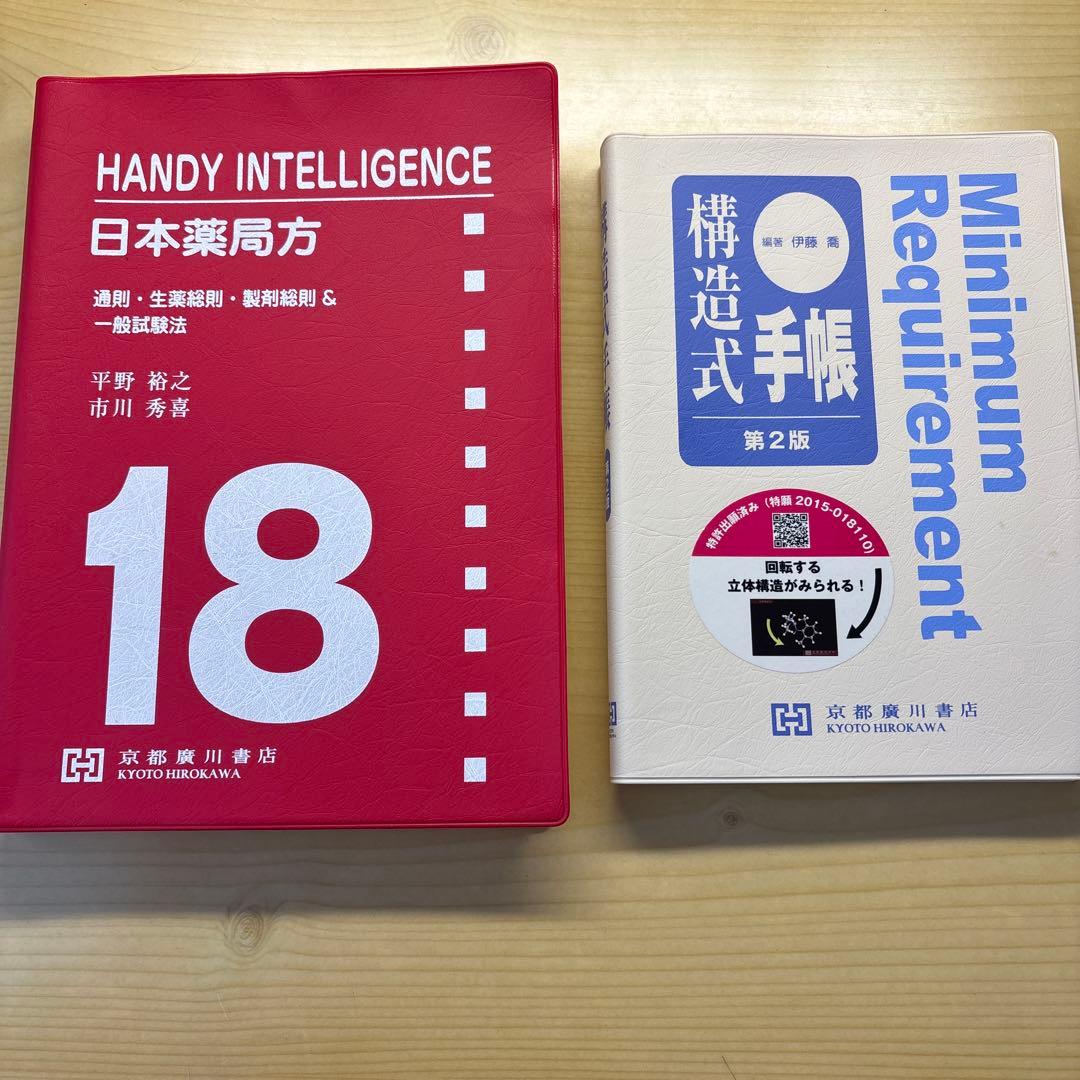 HANDY INTELLIGENCE
日本薬局方
通則・生薬総則・製剤総則 &
一般試験法
平野 裕之
市川 秀喜
18
京都廣川書店
KYOTO HIROKAWA
Minimum
Requirement
構造式
手帳
編著 伊藤 喬
第2版
特許出願済み(特願 2015-018110)
回転する
立体構造がみられる!
京都廣川書店
KYOTO HIROKAWA